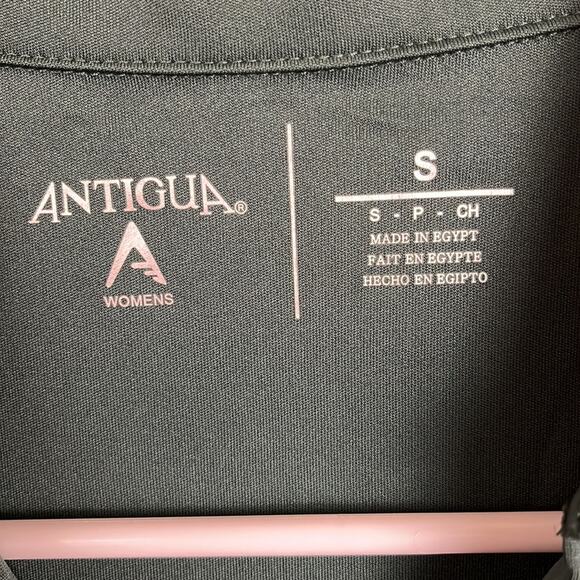 ANTIGUA®
WOMENS
S
S - P - CH
MADE IN EGYPT
FAIT EN EGYPTE
HECHO EN EGIPTO